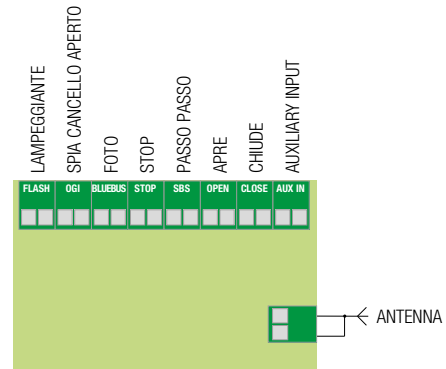 LAMPEGGIANTE
SPIA CANCELLO APERTO
FOTO
STOP
PASSO PASSO
APRE
CHIUDE
AUXILIARY INPUT
FLASH
OGI
BLUEBUS
STOP
SBS
OPEN
CLOSE
AUX IN
ANTENNA